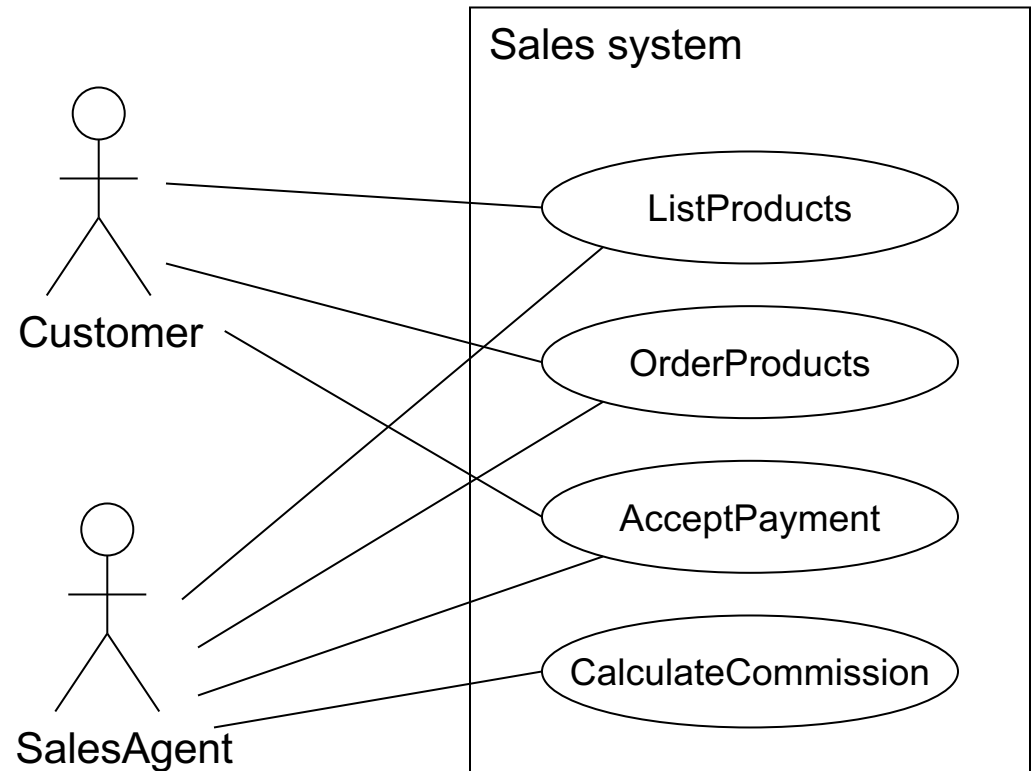 Sales system
ListProducts
Customer
OrderProducts
AcceptPayment
CalculateCommission
SalesAgent